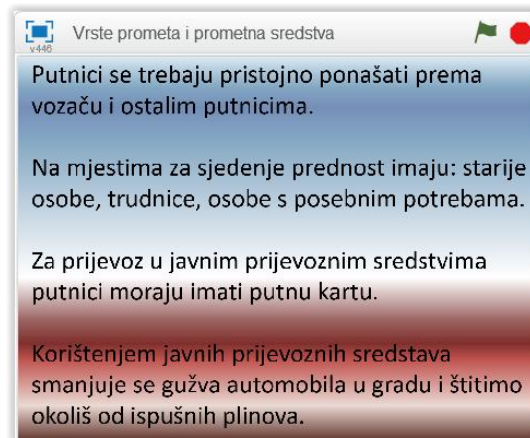 Vrste prometa i prometna sredstva
v446
Putnici se trebaju pristojno ponašati prema
vozaču i ostalim putnicima.
Na mjestima za sjedenje prednost imaju: starije
osobe, trudnice, osobe s posebnim potrebama.
Za prijevoz u javnim prijevoznim sredstvima
putnici moraju imati putnu kartu.
Korištenjem javnih prijevoznih sredstava
smanjuje se gužva automobila u gradu i štitimo
okoliš od ispušnih plinova.